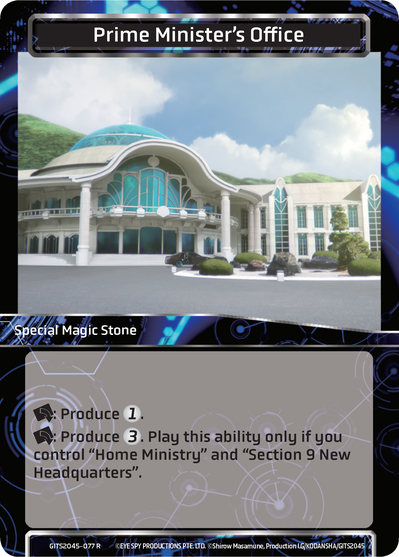 Prime Minister's Office
Special Magic Stone
: Produce 1.
: Produce 3. Play this ability only if you
control “Home Ministry” and “Section 9 New
Headquarters”.
GITS2045-077 R ©EYE SPY PRODUCTIONS PTE. LTD. ©Shirow Masamune, Production I.G/KODANSHA/GITS2045